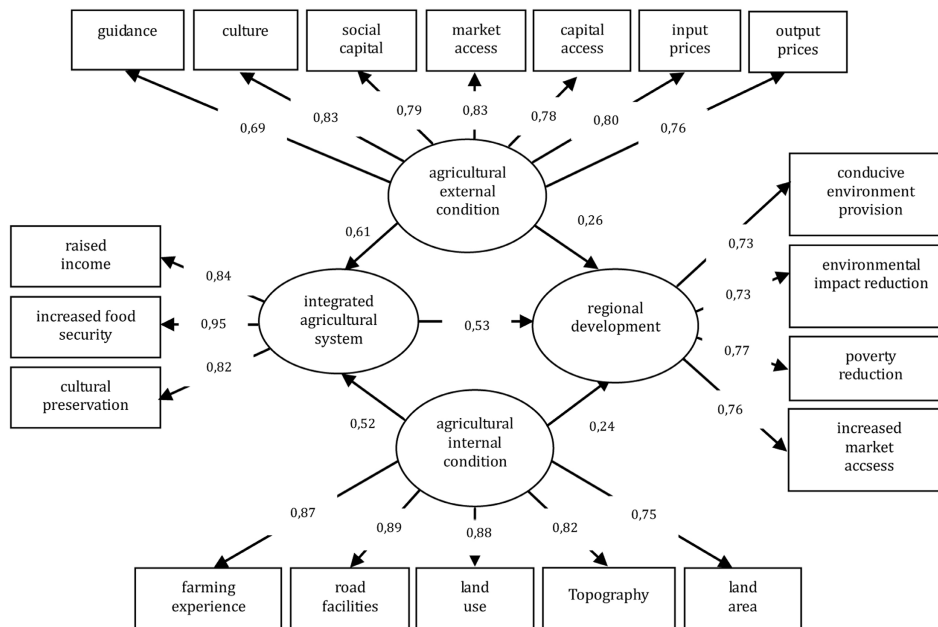 guidance
culture
social
capital
market
access
capital
access
input
prices
output
prices
0,69
0,83
0,79
0,83
0,78
0,80
0,76
agricultural
external
condition
conducive
environment
provision
0,61
0,26
0,73
raised
income
0,84
environmental
impact reduction
0,73
increased food
security
0,95
integrated
agricultural
system
0,53
regional
development
0,77
poverty
reduction
cultural
preservation
0,82
0,76
increased
market
accsess
0,52
agricultural
internal
condition
0,24
0,87
0,89
0,88
0,82
0,75
farming
experience
road
facilities
land
use
Topography
land
area